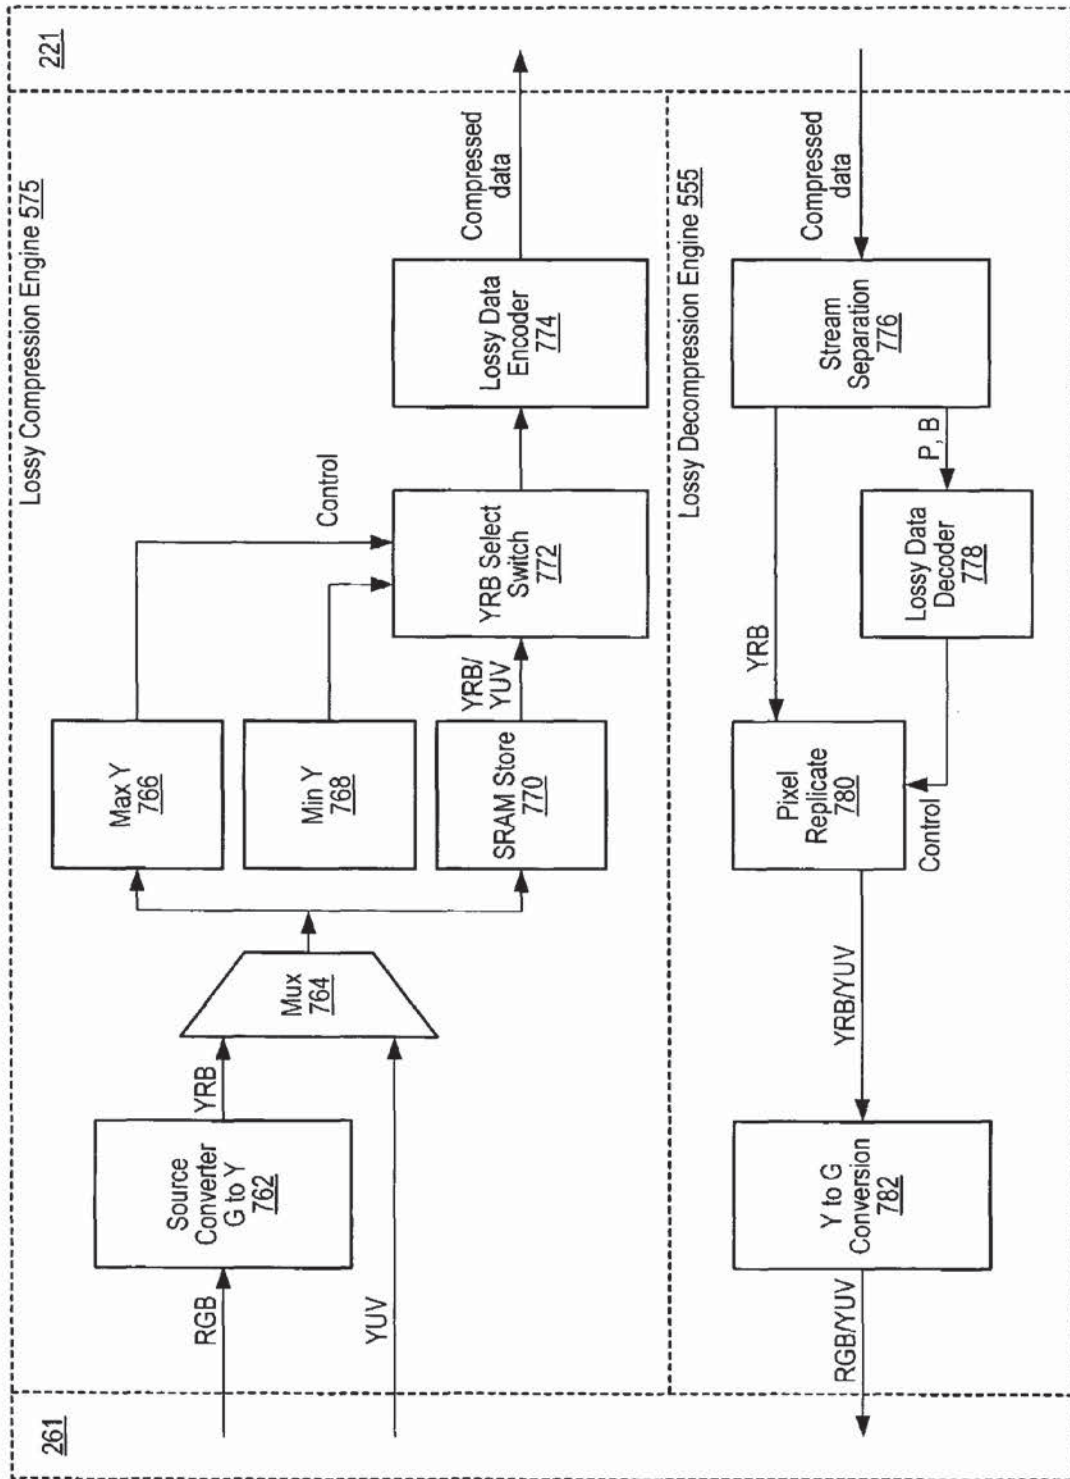 261
221
Lossy Compression Engine 575
RGB
YUV
Source
Converter
G to Y
762
YRB
Mux
764
Max Y
766
Min Y
768
SRAM Store
770
YRB/
YUV
Control
YRB Select
Switch
772
Lossy Data
Encoder
774
Compressed
data
Lossy Decompression Engine 555
RGB/YUV
Y to G
Conversion
782
YRB/YUV
Pixel
Replicate
780
Control
YRB
Lossy Data
Decoder
778
P, B
Stream
Separation
776
Compressed
data